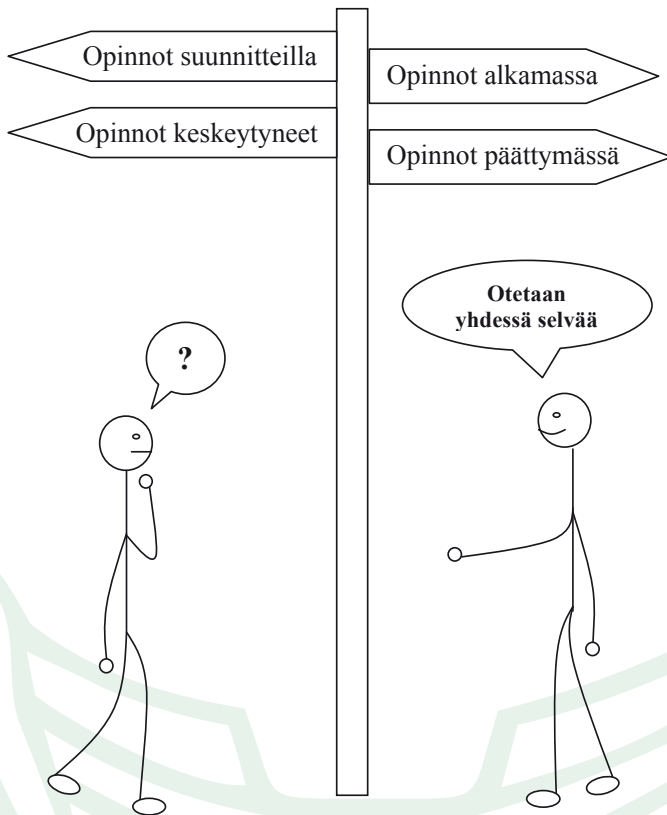 Opinnot suunnitteilla
Opinnot alkamassa
Opinnot keskeytyneet
Opinnot päättymässä
Otetaan
yhdessä selvää
?